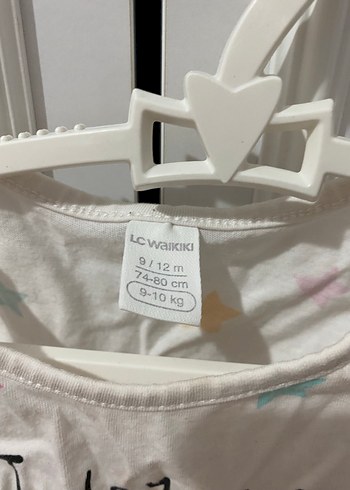 LC WAIKIKI
9 / 12 m
74-80 cm
9-10 kg